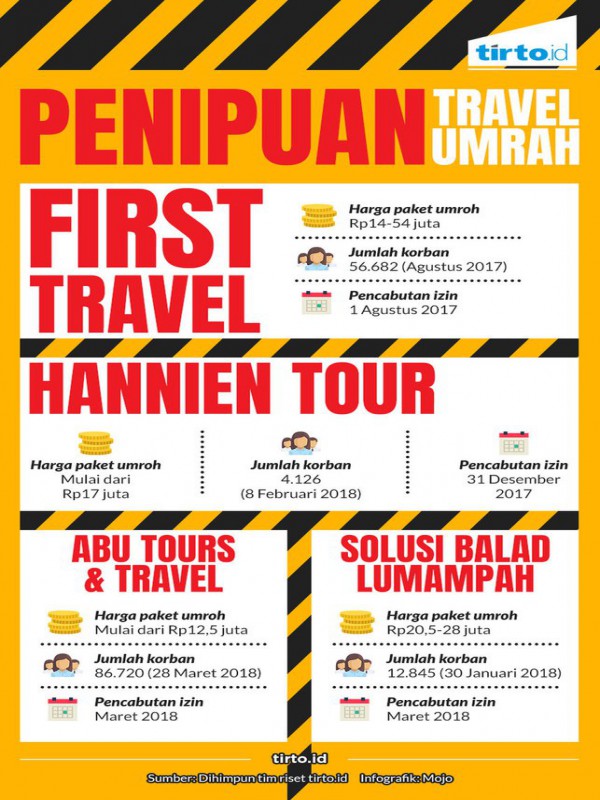 tirto.id
PENIPUAN TRAVEL
UMRAH
FIRST
TRAVEL
Harga paket umroh
Rp14-54 juta
Jumlah korban
56.682 (Agustus 2017)
Pencabutan izin
1 Agustus 2017
HANNIEN TOUR
Harga paket umroh
Mulai dari
Rp17 juta
Jumlah korban
4.126
(8 Februari 2018)
Pencabutan izin
31 Desember
2017
ABU TOURS
& TRAVEL
Harga paket umroh
Mulai dari Rp12,5 juta
Jumlah korban
86.720 (28 Maret 2018)
Pencabutan izin
Maret 2018
SOLUSI BALAD
LUMAMPAH
Harga paket umroh
Rp20,5-28 juta
Jumlah korban
12.845 (30 Januari 2018)
Pencabutan izin
Maret 2018
tirto.id
Sumber: Dihimpun tim riset tirto.id Infografik: Mojo